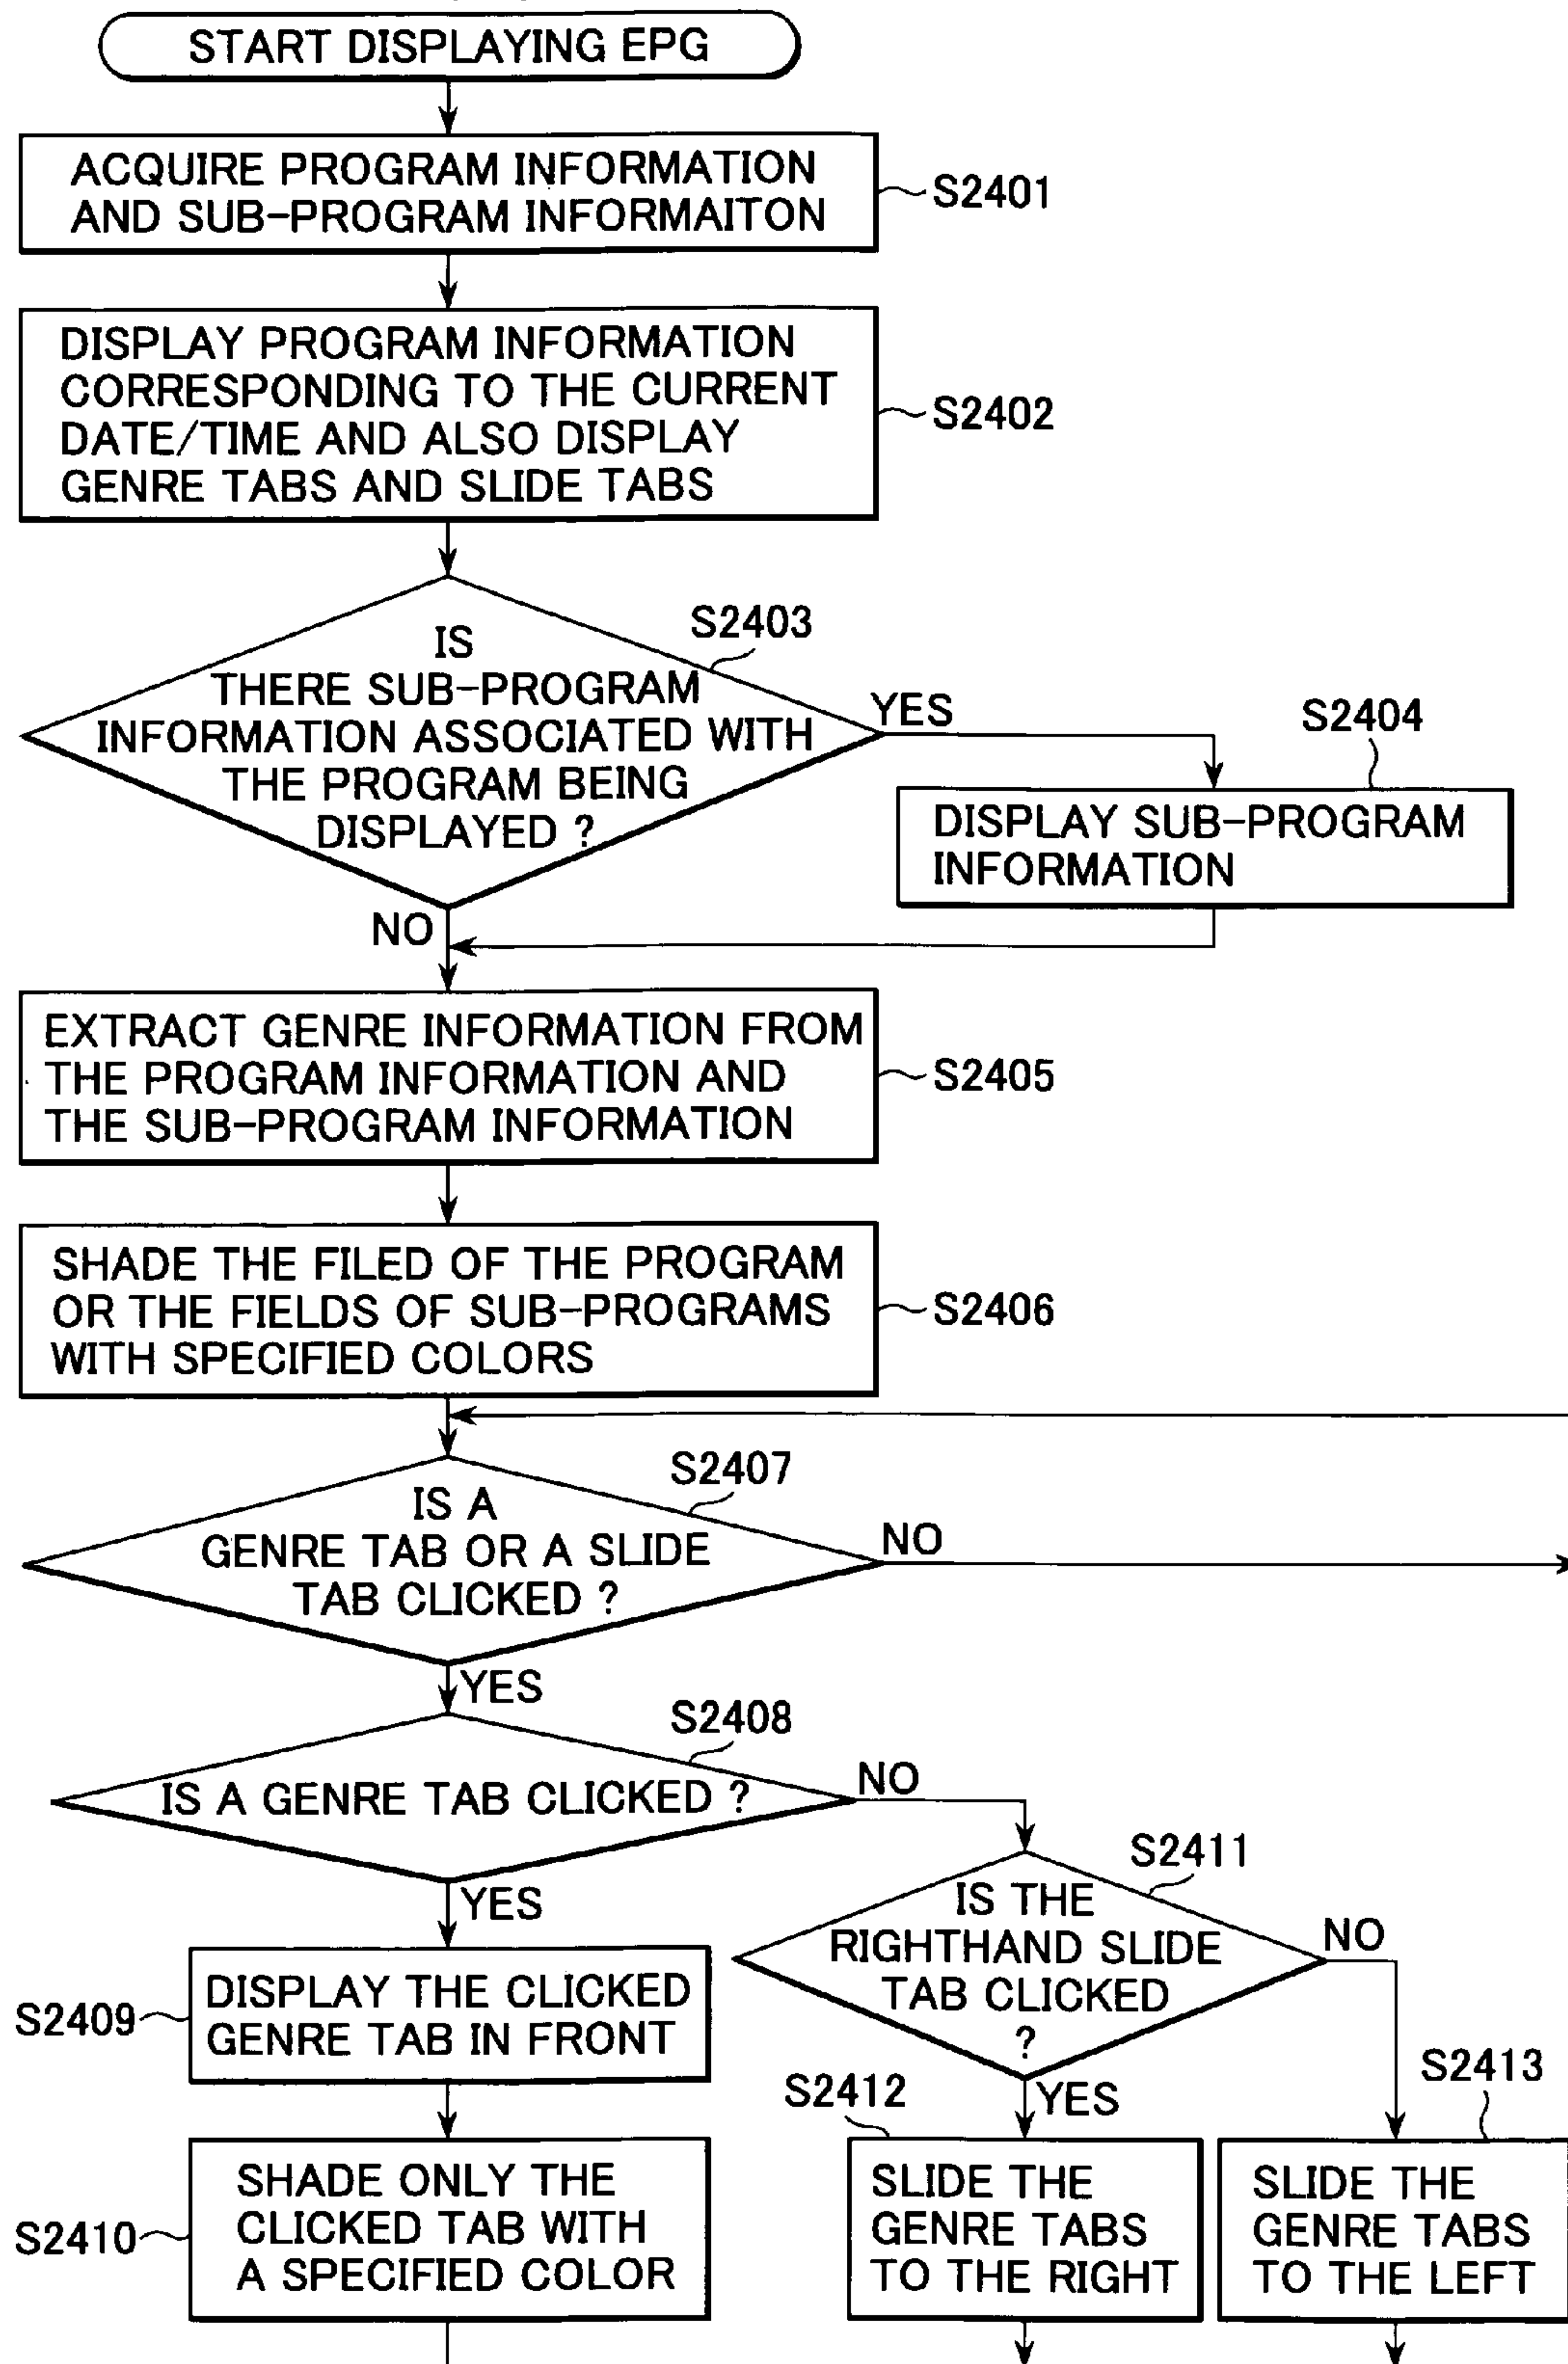 START DISPLAYING EPG
ACQUIRE PROGRAM INFORMATION
AND SUB-PROGRAM INFORMAITON
S2401
DISPLAY PROGRAM INFORMATION
CORRESPONDING TO THE CURRENT
DATE/TIME AND ALSO DISPLAY
GENRE TABS AND SLIDE TABS
S2402
S2403
IS
THERE SUB-PROGRAM
INFORMATION ASSOCIATED WITH
THE PROGRAM BEING
DISPLAYED ?
YES
S2404
DISPLAY SUB-PROGRAM
INFORMATION
NO
EXTRACT GENRE INFORMATION FROM
THE PROGRAM INFORMATION AND
THE SUB-PROGRAM INFORMATION
S2405
SHADE THE FILED OF THE PROGRAM
OR THE FIELDS OF SUB-PROGRAMS
WITH SPECIFIED COLORS
S2406
S2407
IS A
GENRE TAB OR A SLIDE
TAB CLICKED ?
NO
YES
S2408
IS A GENRE TAB CLICKED ?
NO
YES
S2411
IS THE
RIGHTHAND SLIDE
TAB CLICKED
?
NO
S2409
DISPLAY THE CLICKED
GENRE TAB IN FRONT
S2412
YES
S2413
S2410
SHADE ONLY THE
CLICKED TAB WITH
A SPECIFIED COLOR
SLIDE THE
GENRE TABS
TO THE RIGHT
SLIDE THE
GENRE TABS
TO THE LEFT